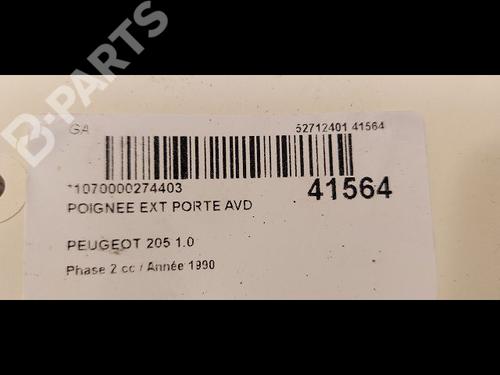 B-PARTS
GA 52712401 41564
*1070000274403 41564
POIGNEE EXT PORTE AVD
PEUGEOT 205 1.0
Phase 2 cc / Année 1990